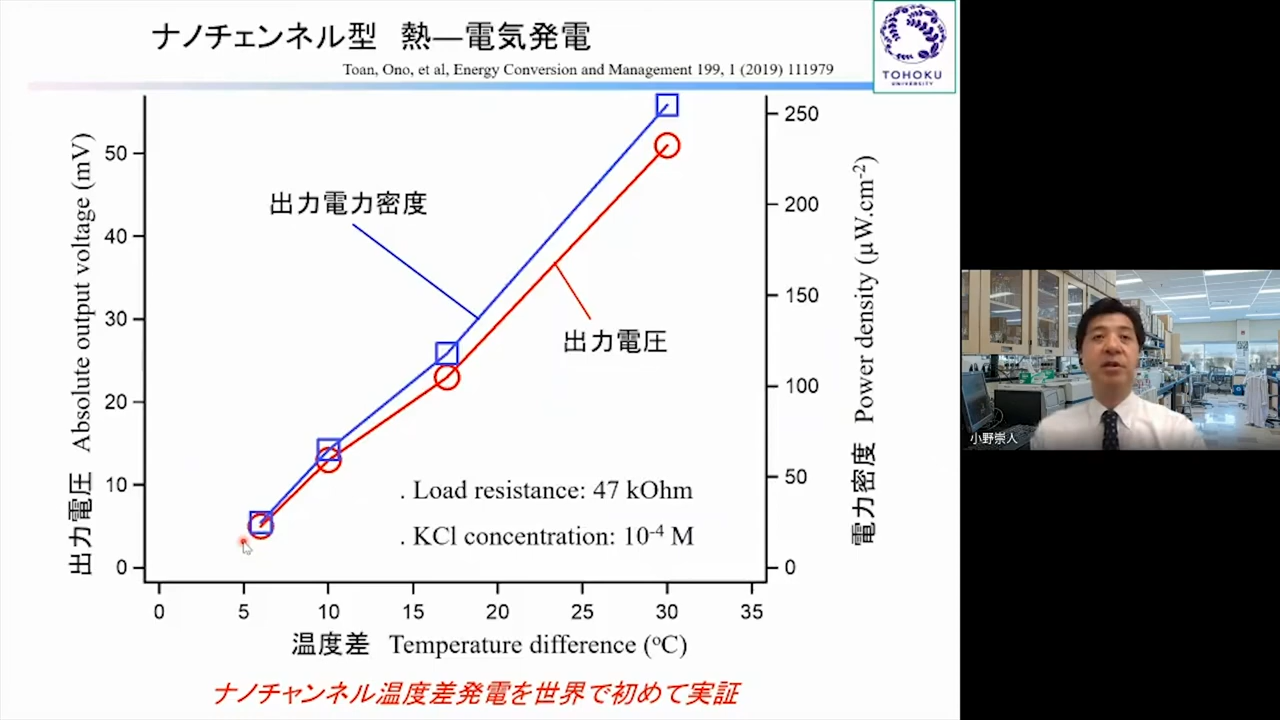 ナノチェンネル型 熱—電気発電
Toan, Ono, et al, Energy Conversion and Management 199, 1 (2019) 111979
TOHOKU
UNIVERSITY
出力電圧 Absolute output voltage (mV)
50
40
30
20
10
0
250
200
150
100
50
0
電力密度 Power density (µW.cm-2)
出力電力密度
出力電圧
. Load resistance: 47 kOhm
. KCl concentration: 10-4 M
0 5 10 15 20 25 30 35
温度差 Temperature difference (oC)
ナノチャンネル温度差発電を世界で初めて実証
小野崇人